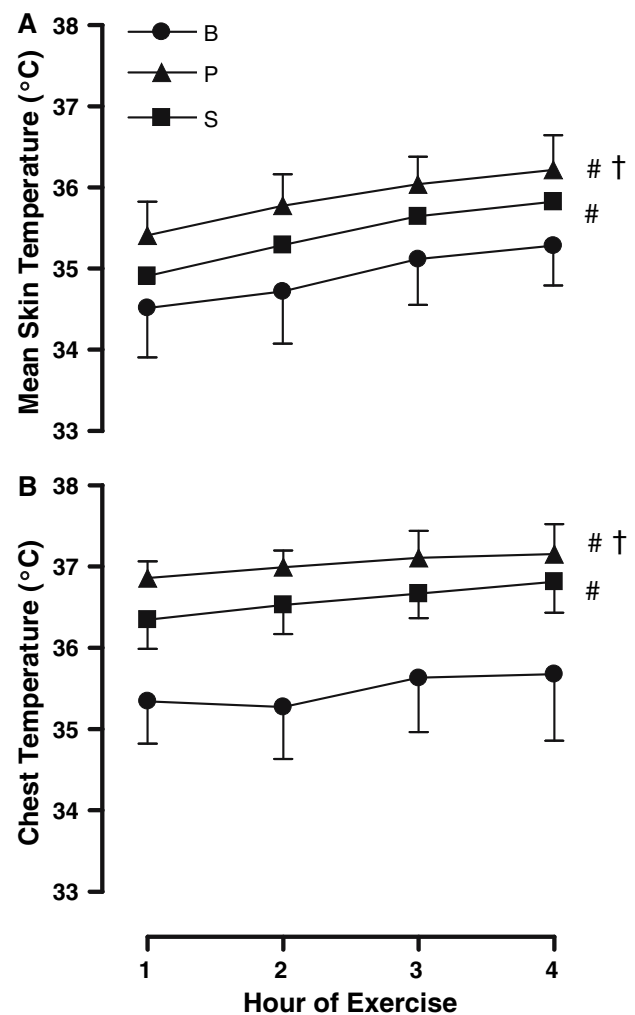 A
38
37
36
35
34
33
Mean Skin Temperature (°C)
B
P
S
# †
#
B
38
37
36
35
34
33
Chest Temperature (°C)
# †
#
1 2 3 4
Hour of Exercise